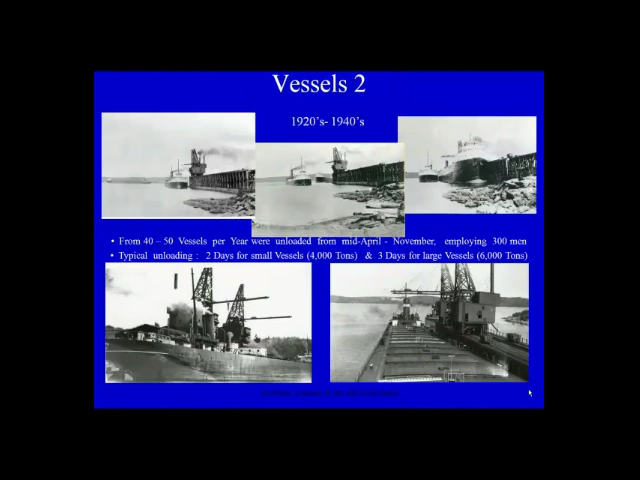 Vessels 2
1920's- 1940's
• From 40 – 50 Vessels per Year were unloaded from mid-April - November, employing 300 men
• Typical unloading : 2 Days for small Vessels (4,000 Tons) & 3 Days for large Vessels (6,000 Tons)